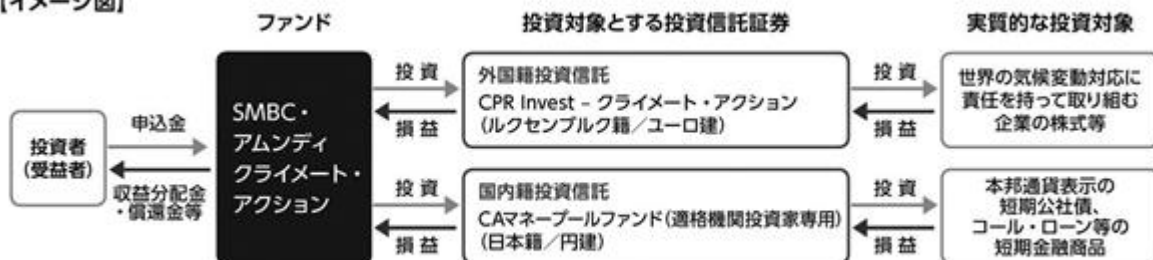 【イメージ図】
ファンド
投資対象とする投資信託証券
実質的な投資対象
投資者
(受益者)
申込金
収益分配金
・償還金等
SMBC・
アムンディ
クライメート・
アクション
投資
損益
外国籍投資信託
CPR Invest – クライメート・アクション
(ルクセンブルク籍/ユーロ建)
投資
損益
世界の気候変動対応に
責任を持って取り組む
企業の株式等
投資
損益
国内籍投資信託
CAマネープールファンド(適格機関投資家専用)
(日本籍/円建)
投資
損益
本邦通貨表示の
短期公社債、
コール・ローン等の
短期金融商品